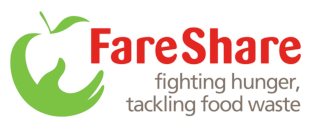 FareShare
fighting hunger,
tackling food waste